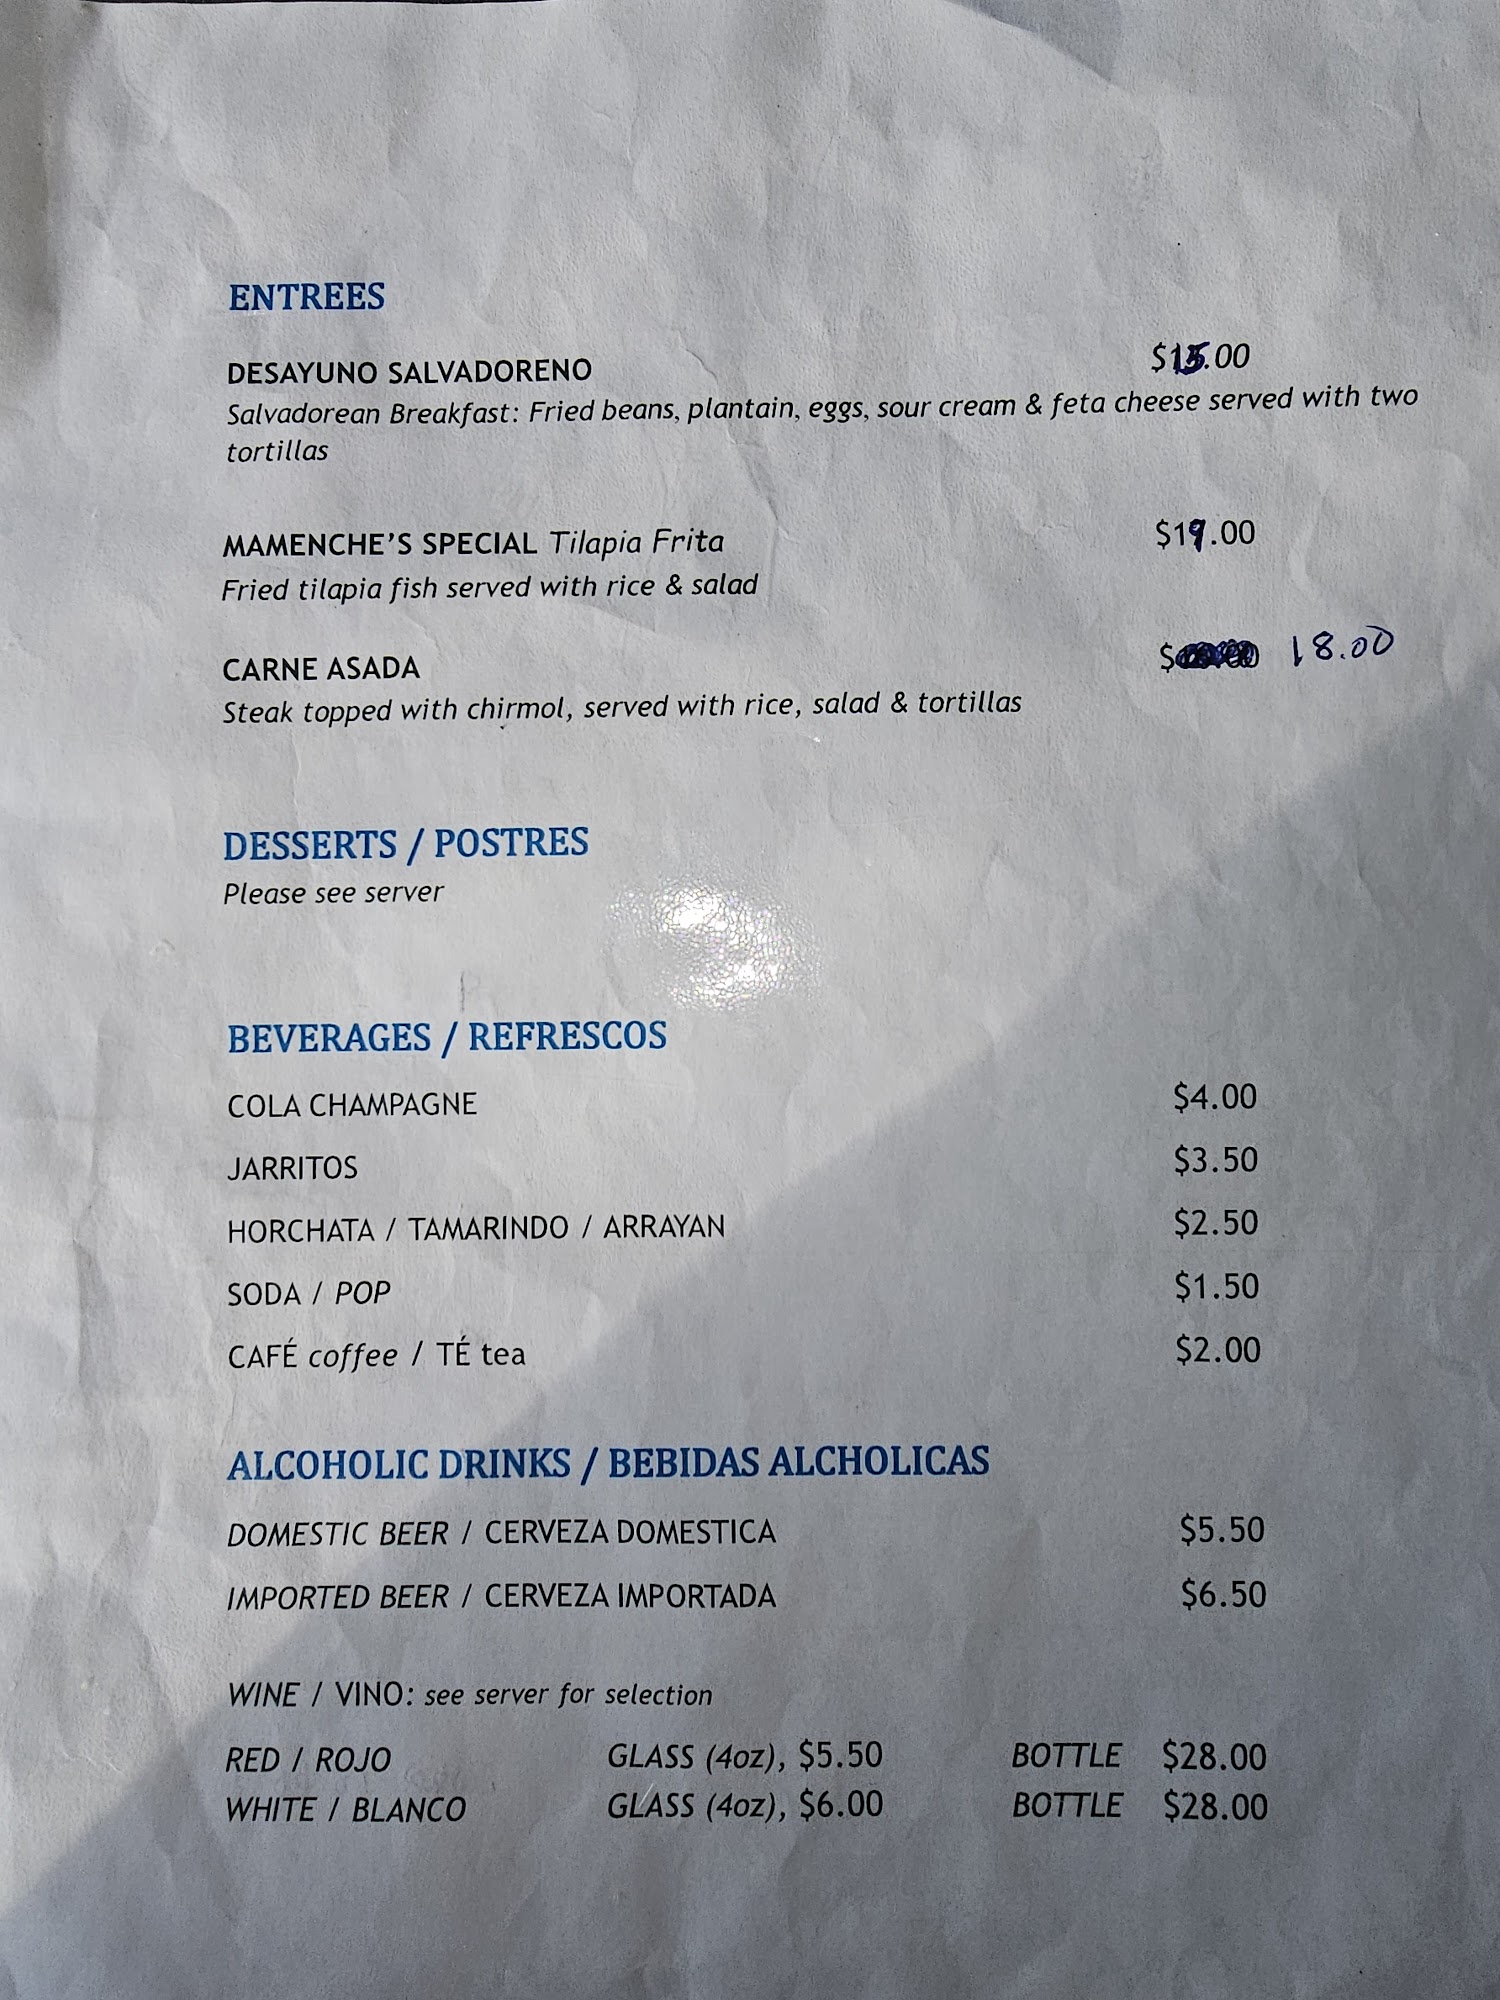 ENTREES
DESAYUNO SALVADORENO $15.00
Salvadorean Breakfast: Fried beans, plantain, eggs, sour cream & feta cheese served with two
tortillas
MAMENCHE'S SPECIAL Tilapia Frita $19.00
Fried tilapia fish served with rice & salad
CARNE ASADA $ 18.00
Steak topped with chirmol, served with rice, salad & tortillas
DESSERTS / POSTRES
Please see server
BEVERAGES / REFRESCOS
COLA CHAMPAGNE $4.00
JARRITOS $3.50
HORCHATA / TAMARINDO / ARRAYAN $2.50
SODA / POP $1.50
CAFÉ coffee / TÉ tea $2.00
ALCOHOLIC DRINKS / BEBIDAS ALCHOLICAS
DOMESTIC BEER / CERVEZA DOMESTICA $5.50
IMPORTED BEER / CERVEZA IMPORTADA $6.50
WINE / VINO: see server for selection
RED / ROJO GLASS (4oz), $5.50 BOTTLE $28.00
WHITE / BLANCO GLASS (4oz), $6.00 BOTTLE $28.00